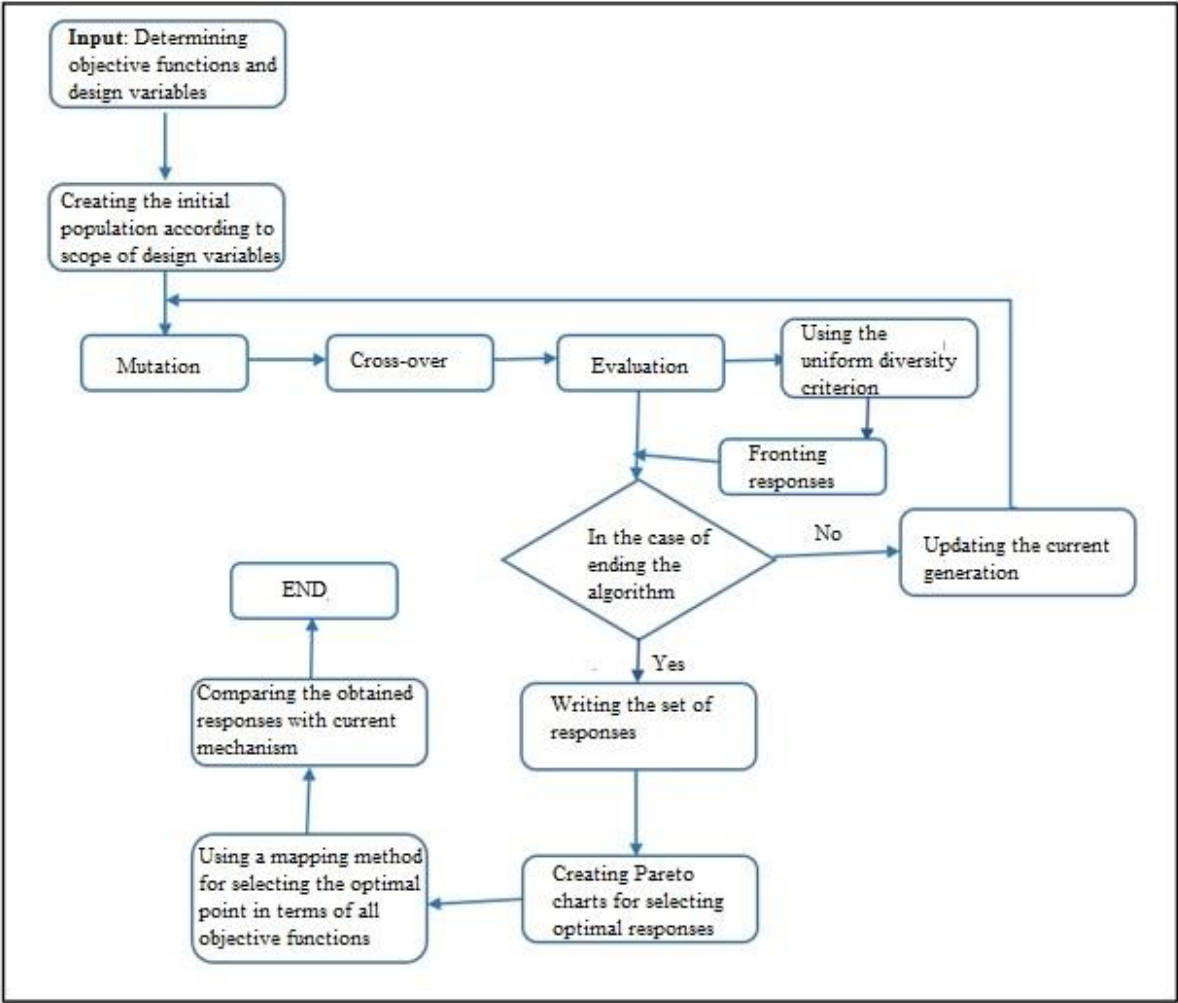 Input: Determining
objective functions and
design variables
Creating the initial
population according to
scope of design variables
Mutation
Cross-over
Evaluation
Using the
uniform diversity
criterion
Fronting
responses
In the case of
ending the
algorithm
No
Updating the current
generation
Yes
Writing the set of
responses
Creating Pareto
charts for selecting
optimal responses
Using a mapping method
for selecting the optimal
point in terms of all
objective functions
Comparing the obtained
responses with current
mechanism
END